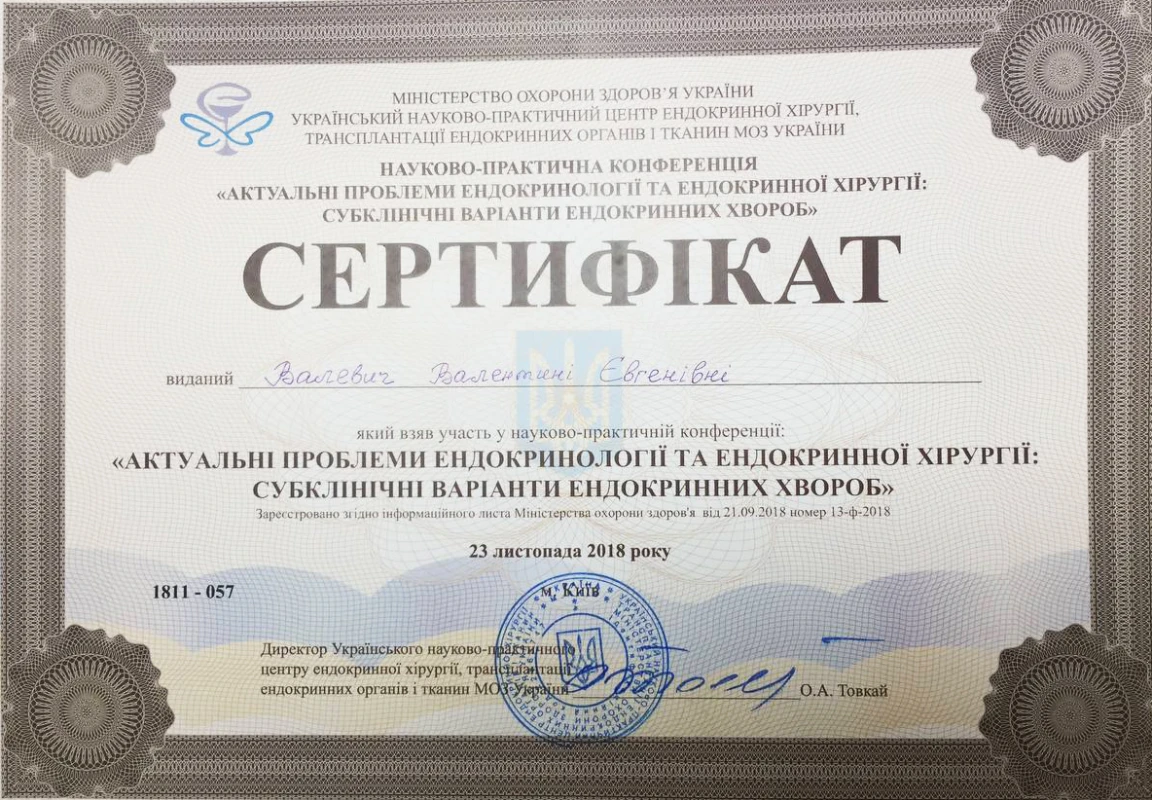 МІНІСТЕРСТВО ОХОРОНИ ЗДОРОВ'Я УКРАЇНИ
УКРАЇНСЬКИЙ НАУКОВО-ПРАКТИЧНИЙ ЦЕНТР ЕНДОКРИННОЇ ХІРУРГІЇ,
ТРАНСПЛАНТАЦІЇ ЕНДОКРИННИХ ОРГАНІВ І ТКАНИН МОЗ УКРАЇНИ
НАУКОВО-ПРАКТИЧНА КОНФЕРЕНЦІЯ
«АКТУАЛЬНІ ПРОБЛЕМИ ЕНДОКРИНОЛОГІЇ ТА ЕНДОКРИННОЇ ХІРУРГІЇ:
СУБКЛІНІЧНІ ВАРІАНТИ ЕНДОКРИННИХ ХВОРОБ»
СЕРТИФІКАТ
виданий Валевич Валентині Євгенівні
який взяв участь у науково-практичній конференції:
«АКТУАЛЬНІ ПРОБЛЕМИ ЕНДОКРИНОЛОГІЇ ТА ЕНДОКРИННОЇ ХІРУРГІЇ:
СУБКЛІНІЧНІ ВАРІАНТИ ЕНДОКРИННИХ ХВОРОБ»
Зареєстровано згідно інформаційного листа Міністерства охорони здоров'я від 21.09.2018 номер 13-ф-2018
23 листопада 2018 року
1811 - 057
м. Київ
Директор Українського науково-практичного
центру ендокринної хірургії, трансплантації
ендокринних органів і тканин МОЗ України О.А. Товкай